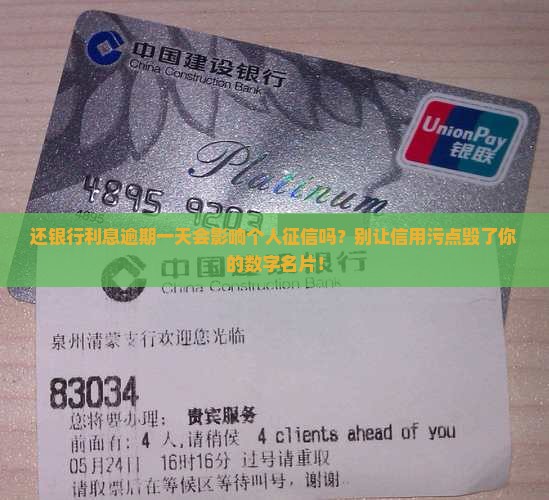 中国建设银行
China Construction Bank
UnionPay
银联
Platinum
4895 9203
还银行利息逾期一天会影响个人征信吗？别让信用污点毁了你
的数字名片！
中国建设银行
China Construction Bank
泉州清蒙支行欢迎您光临
83034
您将要办理： 贵宾服务
前面有：4 人,请稍侯 4 clients ahead of you
05月24日 16时16分 过号请重取
请取票后在等候区等待叫号，谢谢